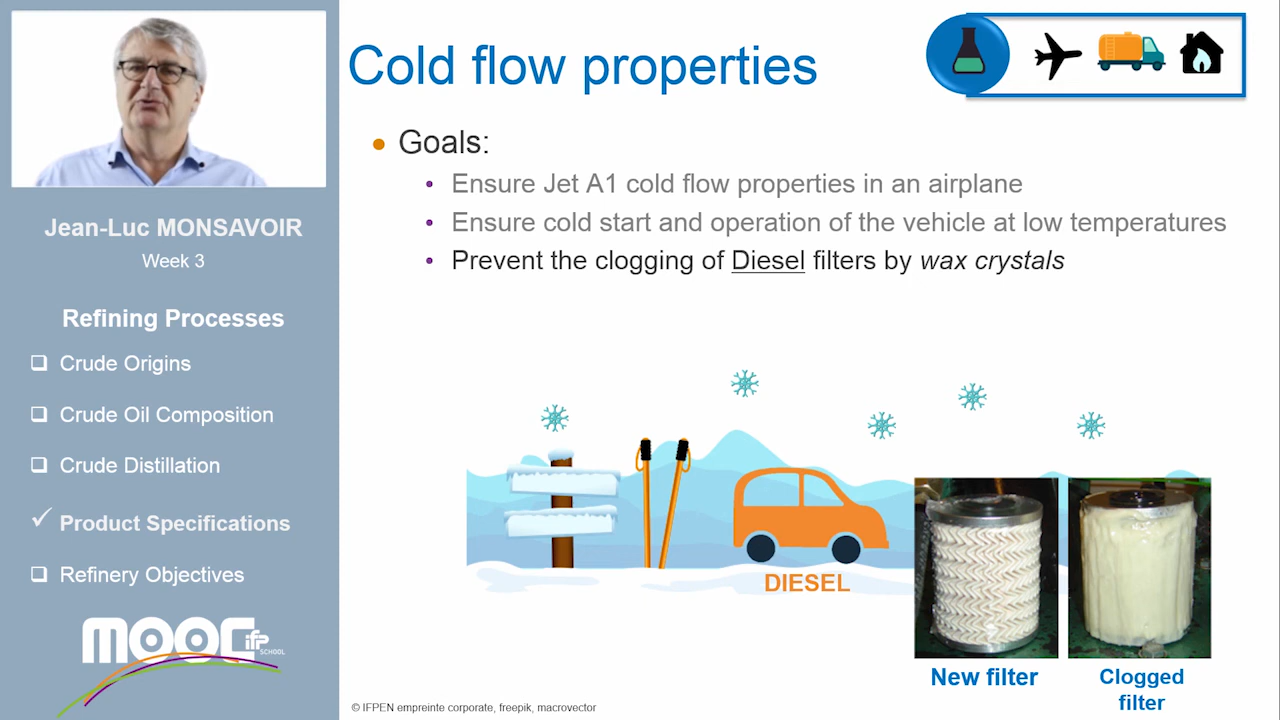 Cold flow properties
Goals:
Ensure Jet A1 cold flow properties in an airplane
Ensure cold start and operation of the vehicle at low temperatures
Prevent the clogging of Diesel filters by wax crystals
Jean-Luc MONSAVOIR
Week 3
Refining Processes
Crude Origins
Crude Oil Composition
Crude Distillation
Product Specifications
Refinery Objectives
MOOC ifp
SCHOOL
DIESEL
New filter
Clogged
filter
© IFPEN empreinte corporate, freepik, macrovector